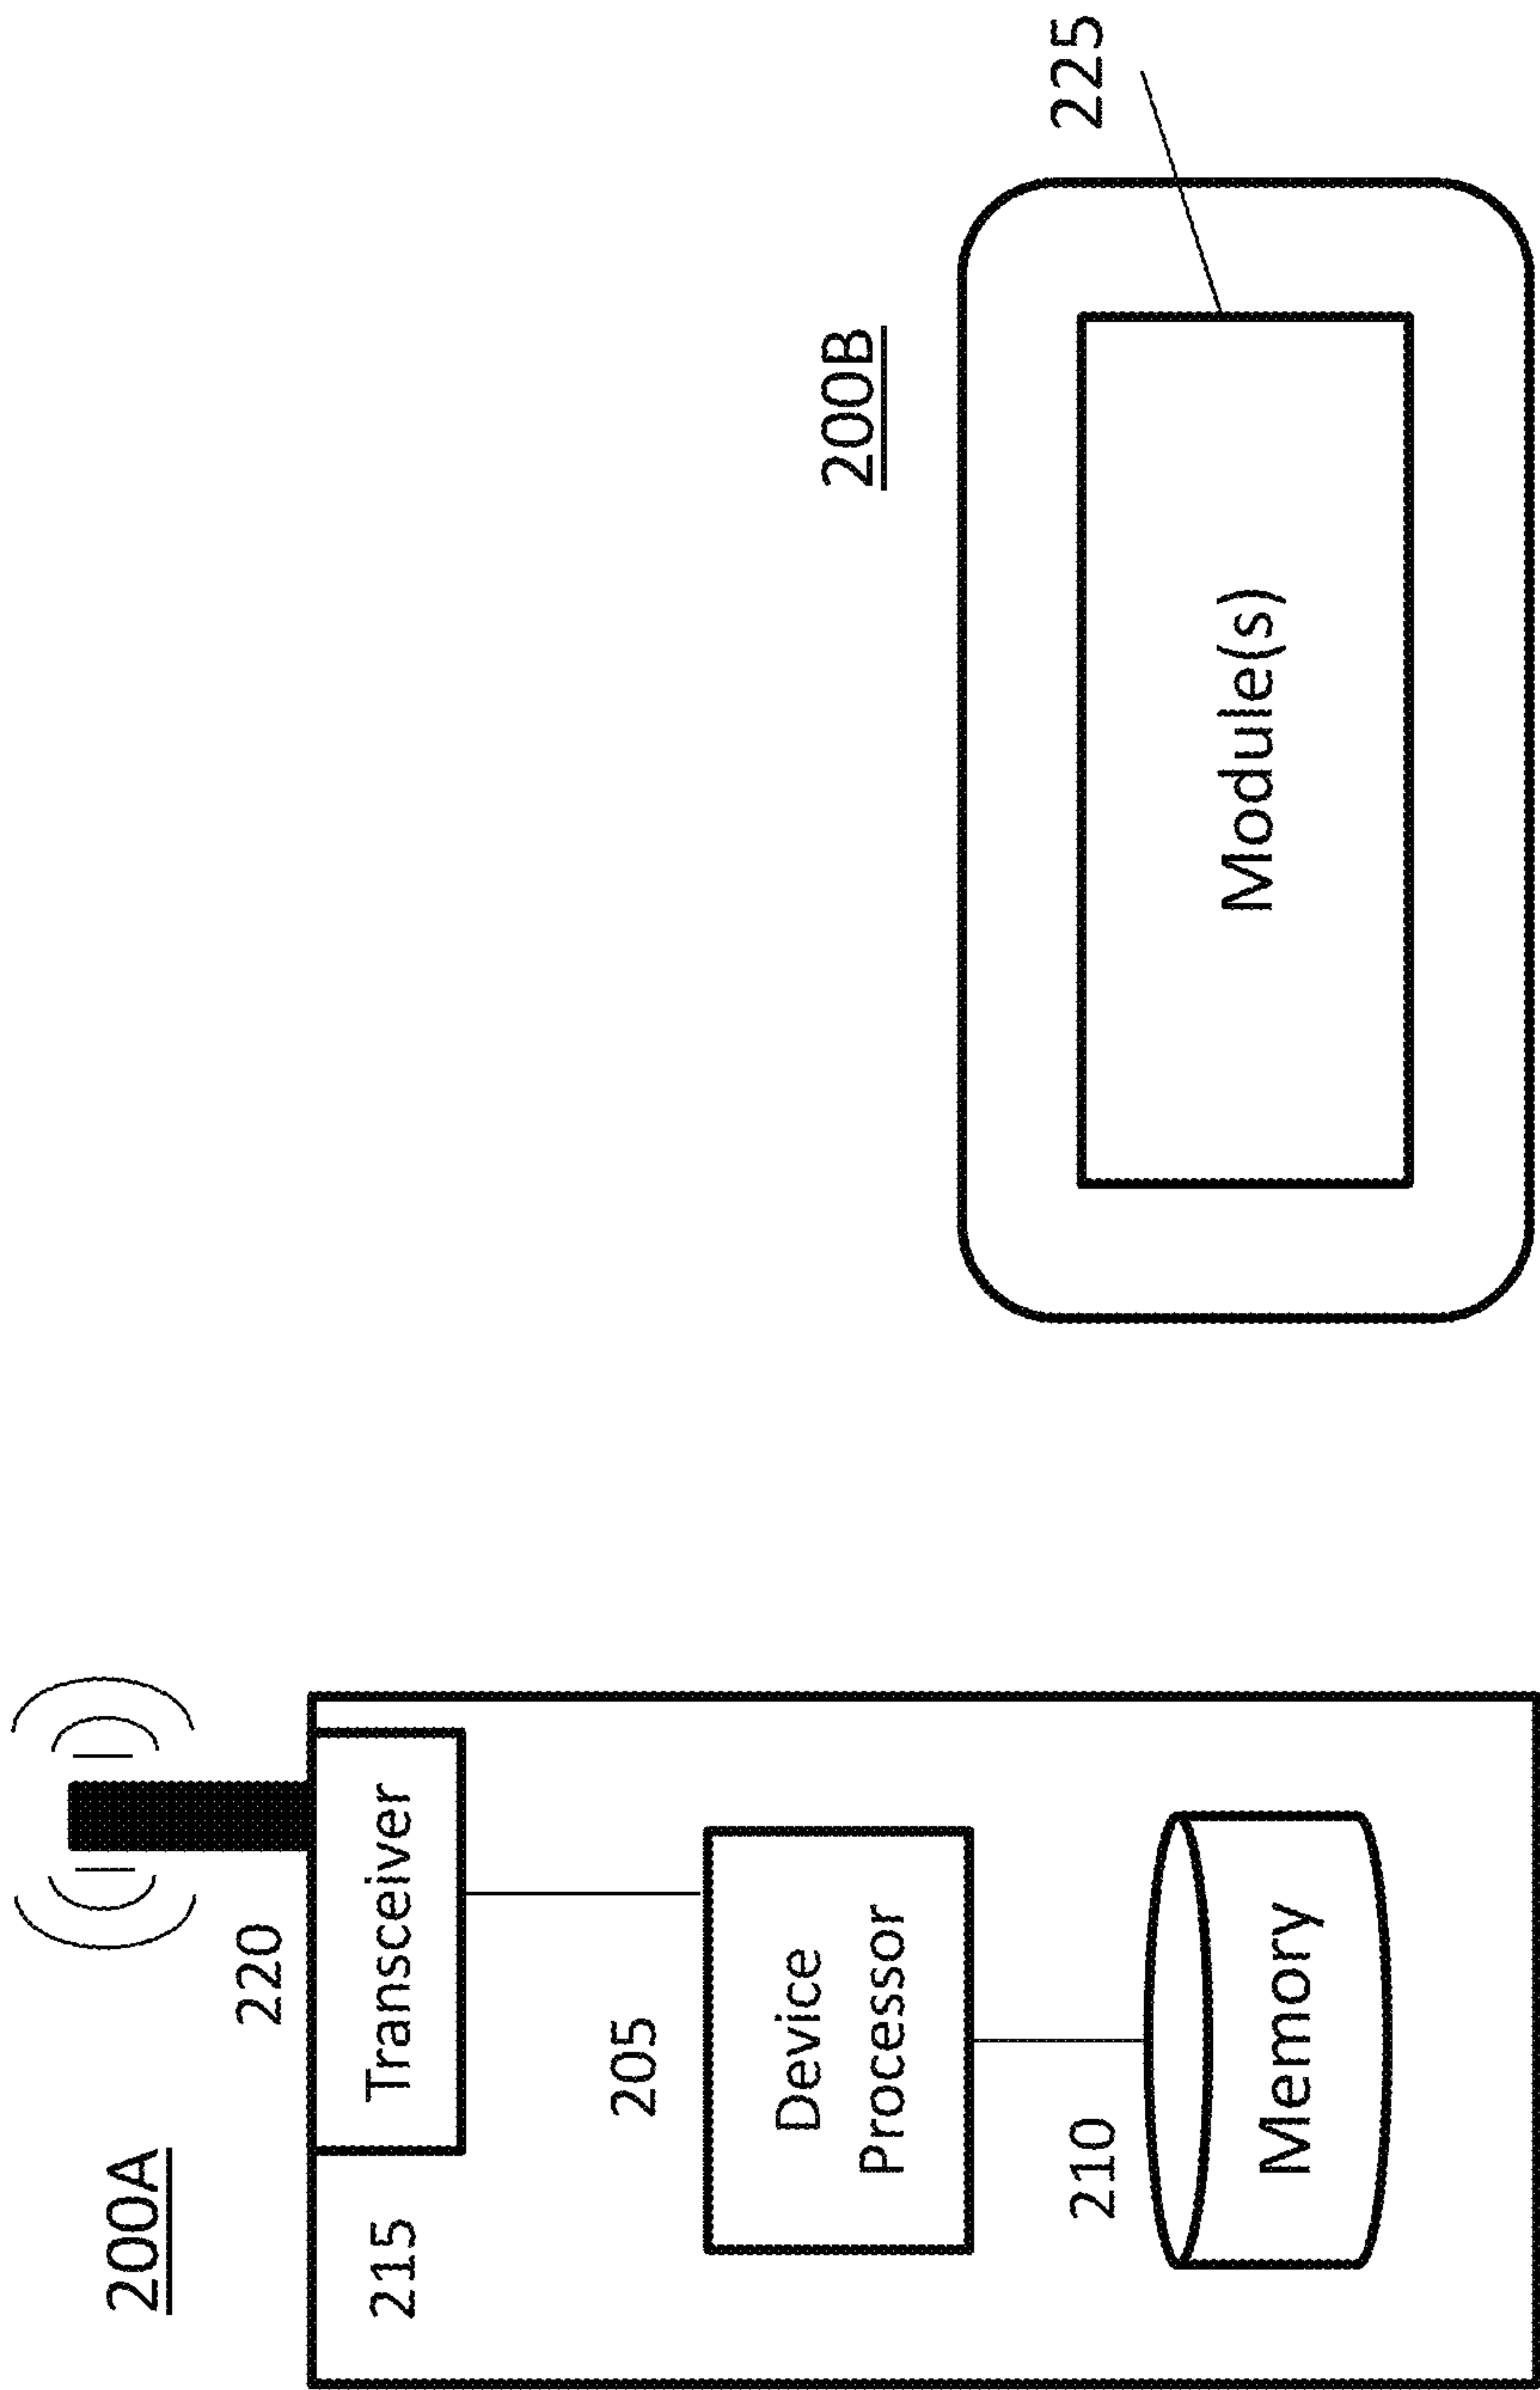 200A
220
215
Transceiver
205
Device
Processor
210
Memory
200B
225
Module(s)